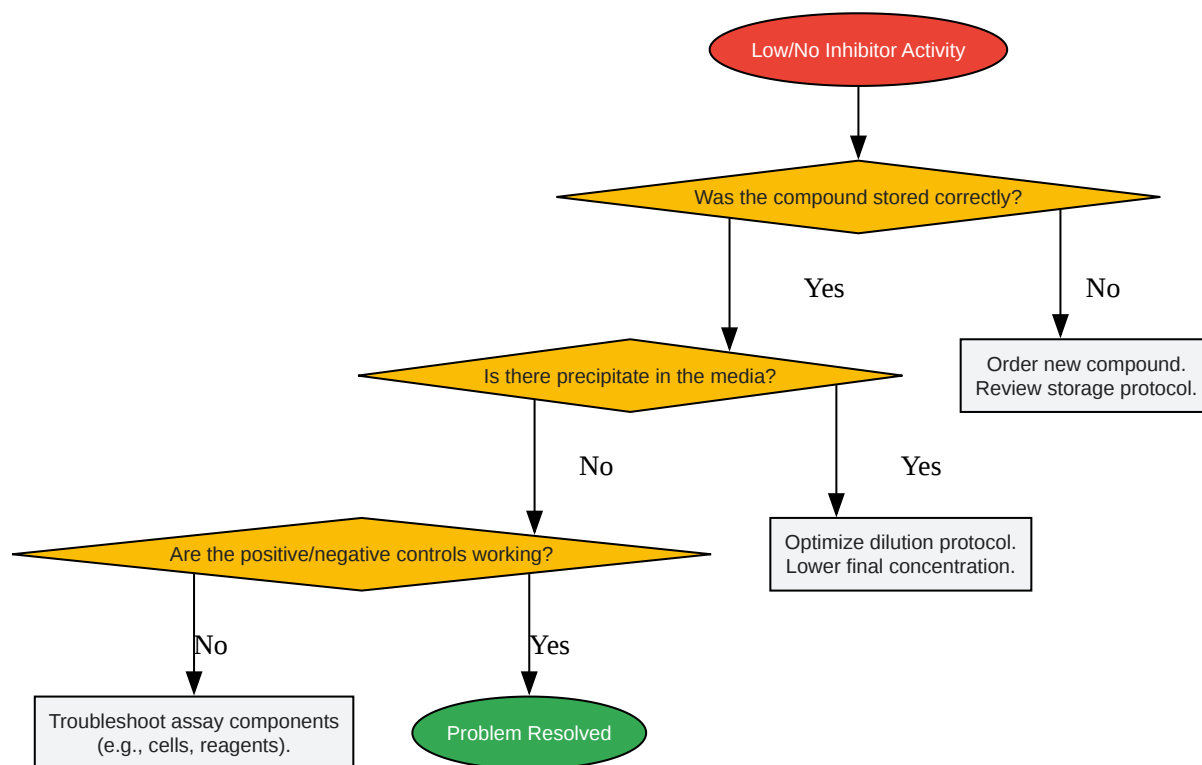 Low/No Inhibitor Activity
Was the compound stored correctly?
Yes
No
Order new compound.
Review storage protocol.
Is there precipitate in the media?
No
Yes
Optimize dilution protocol.
Lower final concentration.
Are the positive/negative controls working?
No
Yes
Troubleshoot assay components
(e.g., cells, reagents).
Problem Resolved